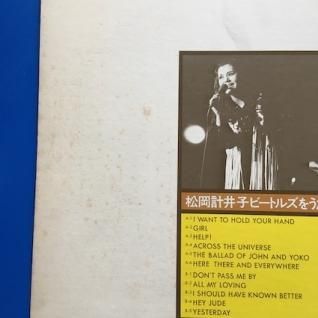 松岡計井子ビートルズをう
A-1 I WANT TO HOLD YOUR HAND
A-2 GIRL
A-3 HELP!
A-4 ACROSS THE UNIVERSE
A-5 THE BALLAD OF JOHN AND YOKO
A-6 HERE THERE AND EVERYWHERE
B-1 DON'T PASS ME BY
B-2 ALL MY LOVING
B-3 I SHOULD HAVE KNOWN BETTER
B-4 HEY JUDE
B-5 YESTERDAY